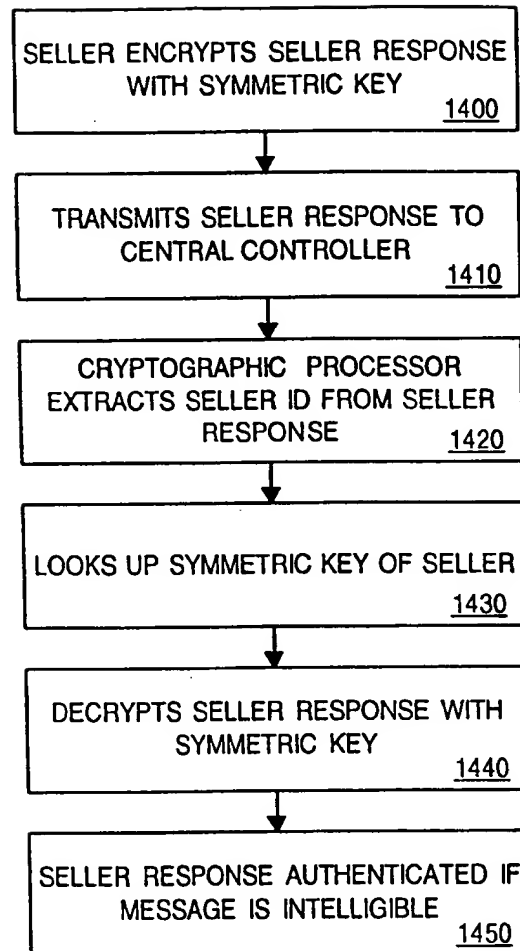 SELLER ENCRYPTS SELLER RESPONSE
WITH SYMMETRIC KEY
1400
TRANSMITS SELLER RESPONSE TO
CENTRAL CONTROLLER
1410
CRYPTOGRAPHIC PROCESSOR
EXTRACTS SELLER ID FROM SELLER
RESPONSE
1420
LOOKS UP SYMMETRIC KEY OF SELLER
1430
DECRYPTS SELLER RESPONSE WITH
SYMMETRIC KEY
1440
SELLER RESPONSE AUTHENTICATED IF
MESSAGE IS INTELLIGIBLE
1450